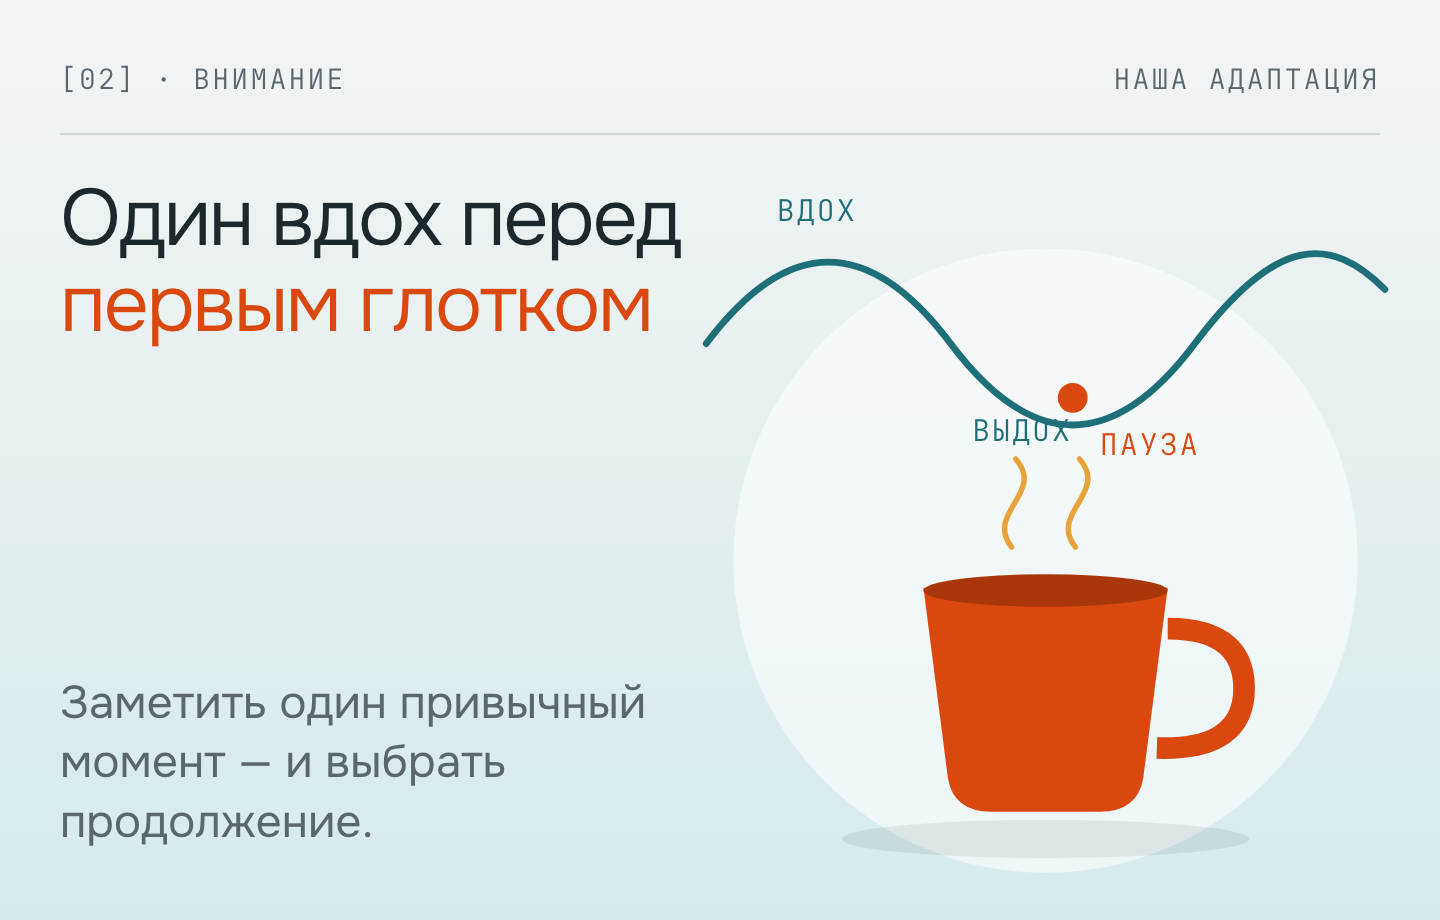 [02] · ВНИМАНИЕ
НАША АДАПТАЦИЯ
Один вдох перед
первым глотком
ВДОХ
ВЫДОХ
ПАУЗА
Заметить один привычный
момент — и выбрать
продолжение.